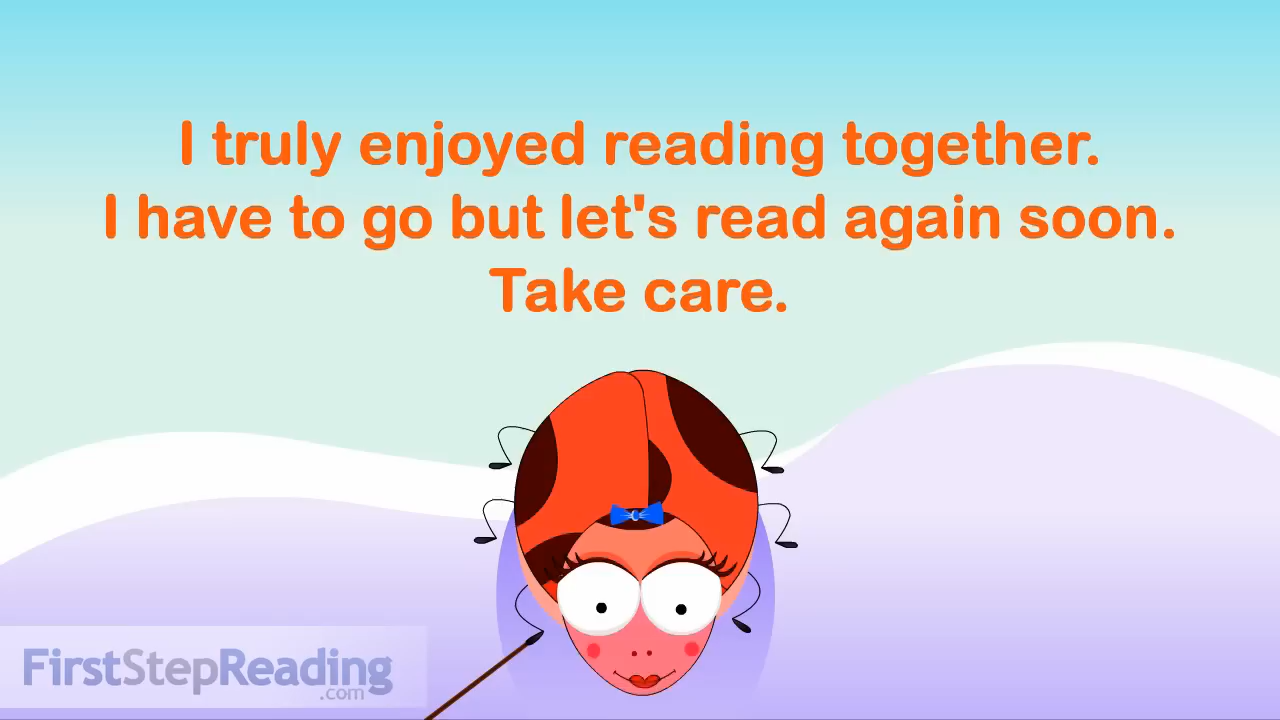 I truly enjoyed reading together.
I have to go but let's read again soon.
Take care.
FirstStepReading
.com